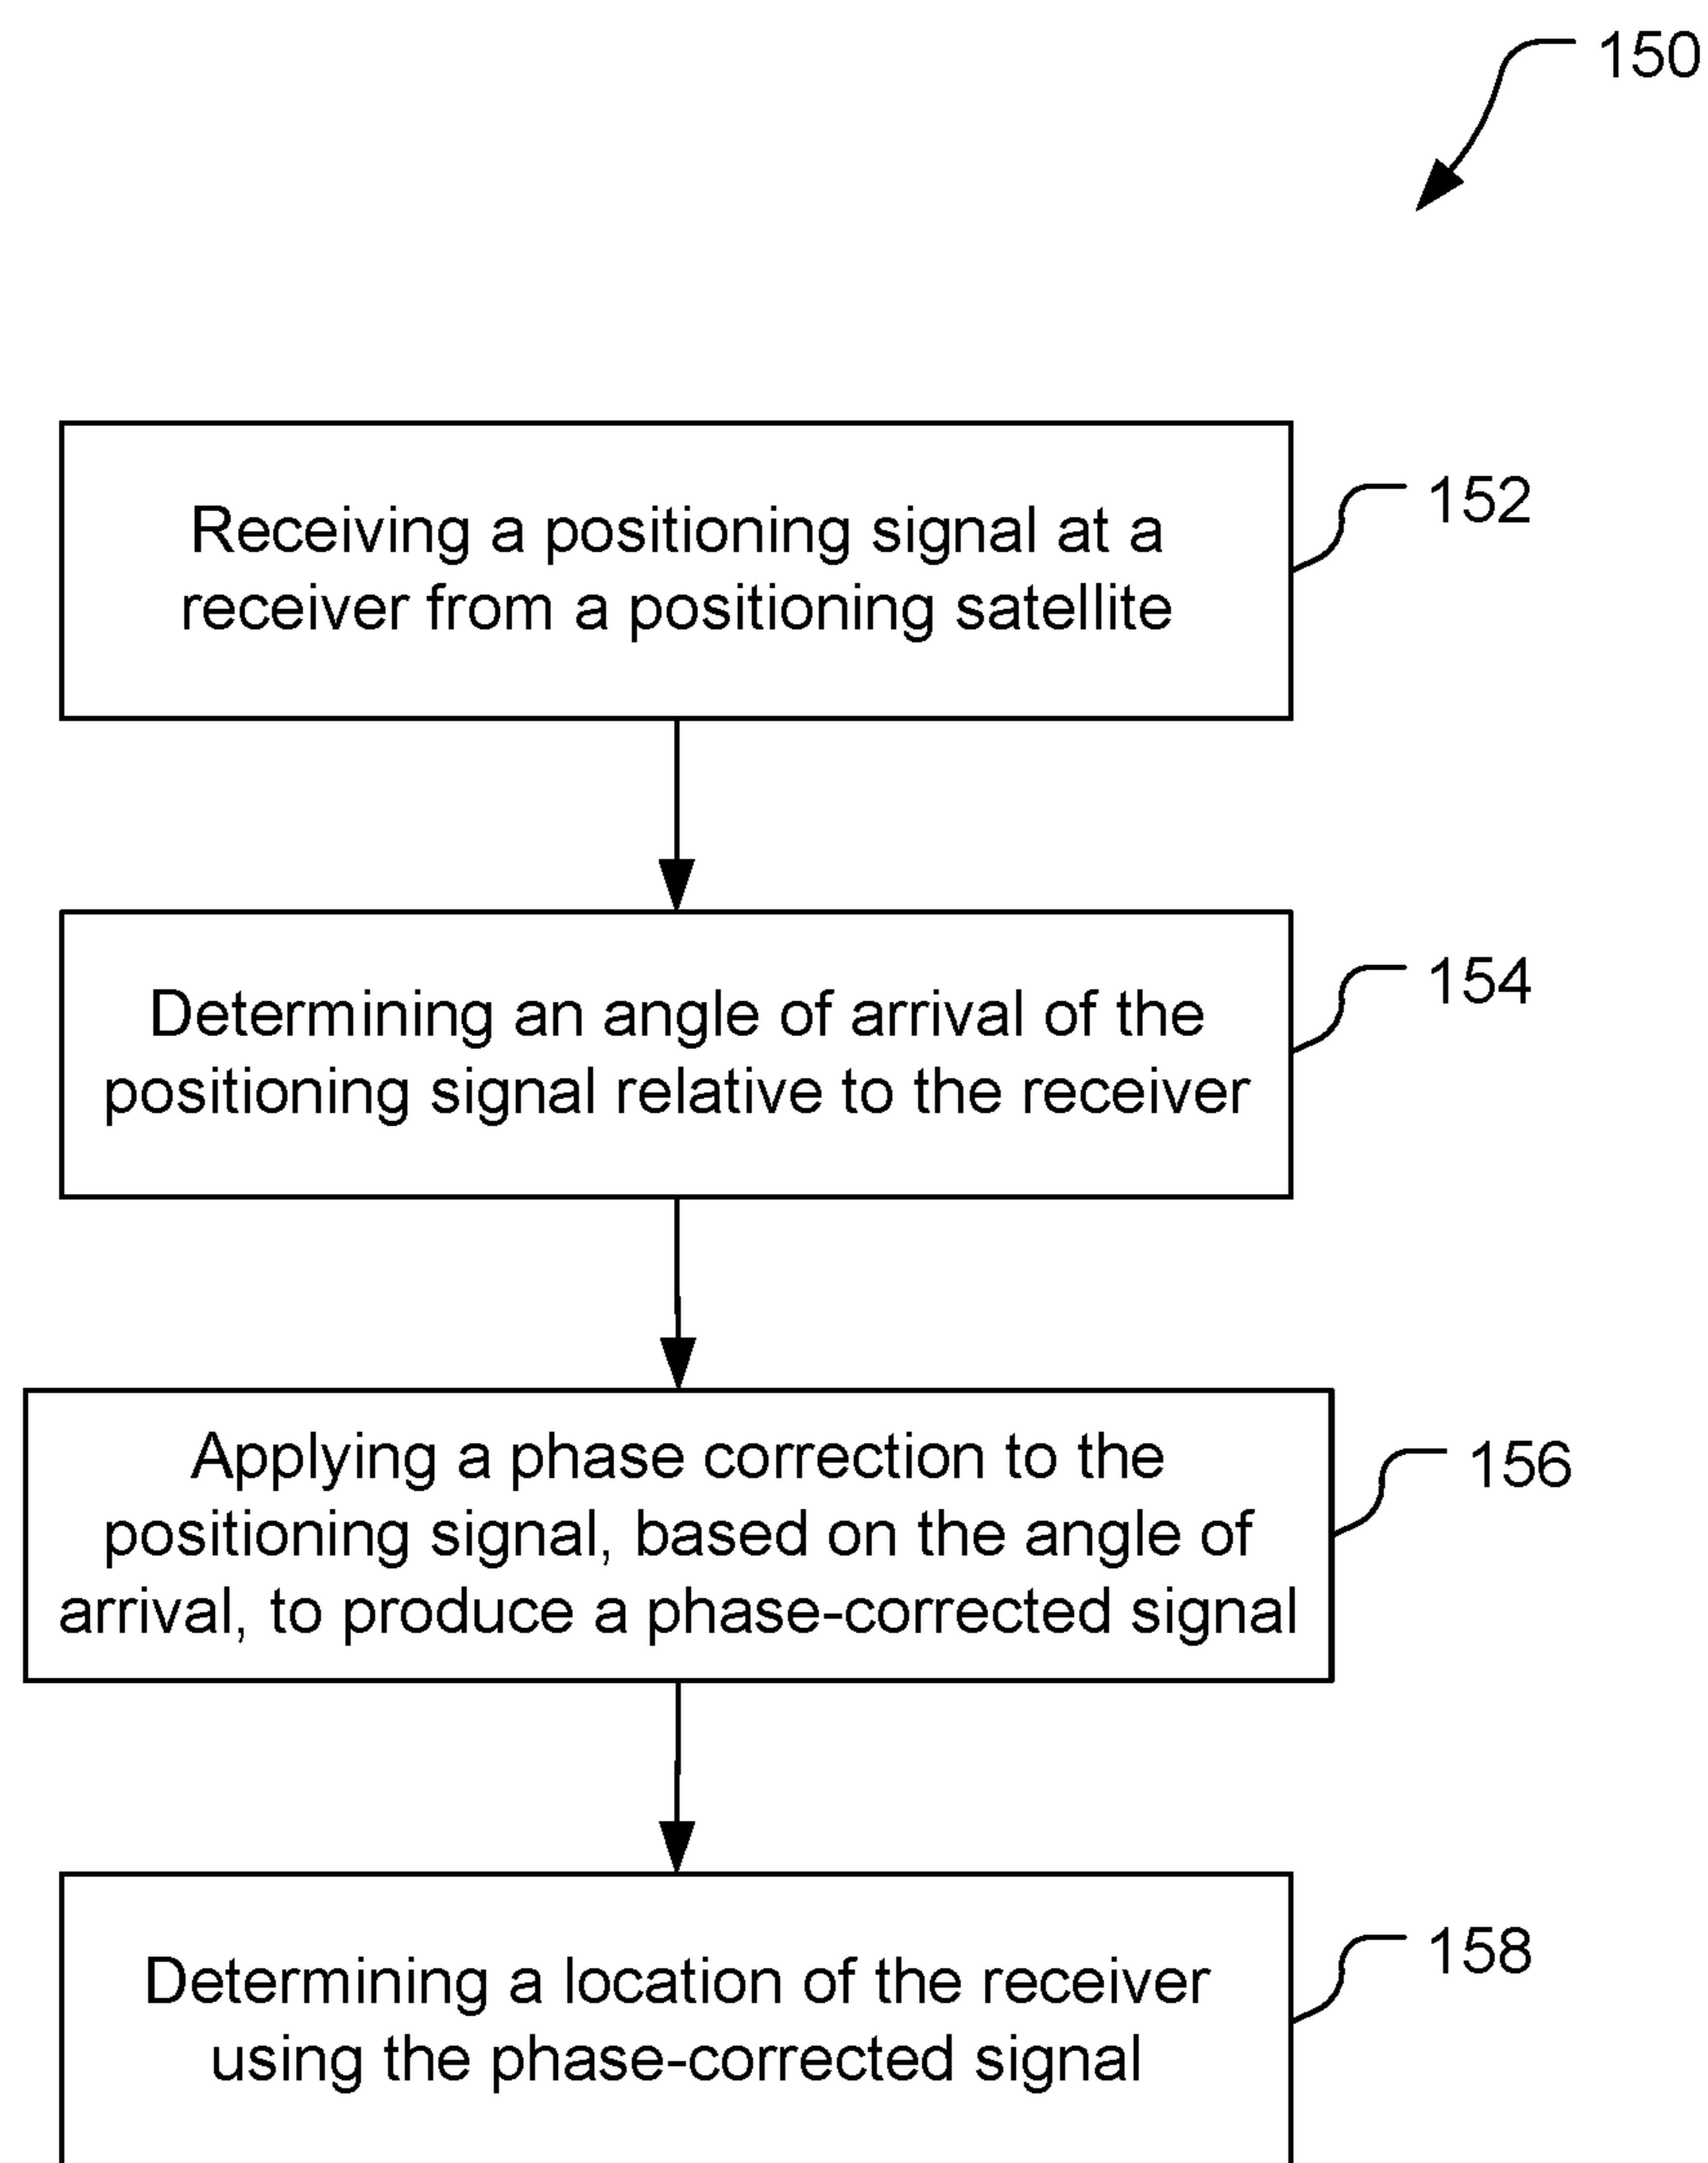 150
Receiving a positioning signal at a
receiver from a positioning satellite
152
Determining an angle of arrival of the
positioning signal relative to the receiver
154
Applying a phase correction to the
positioning signal, based on the angle of
arrival, to produce a phase-corrected signal
156
Determining a location of the receiver
using the phase-corrected signal
158